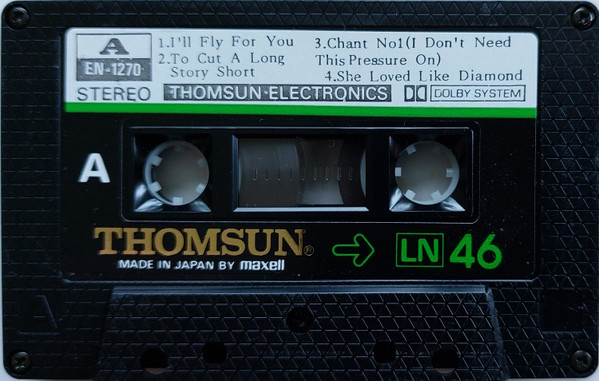 A
EN-1270
STEREO
1.I'll Fly For You
2.To Cut A Long
Story Short
3.Chant No1(I Don't Need
This Pressure On)
4.She Loved Like Diamond
THOMSUN ELECTRONICS
DOLBY SYSTEM
A
THOMSUN®
MADE IN JAPAN BY maxell
LN 46